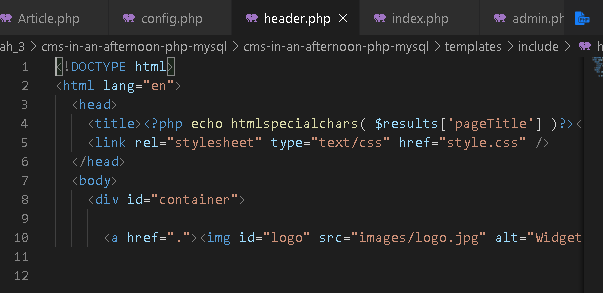 Article.php config.php header.php × index.php admin.ph
ah_3 > cms-in-an-afternoon-php-mysql > cms-in-an-afternoon-php-mysql > templates > include > h
1 <!DOCTYPE html>
2 <html lang="en">
3 <head>
4 <title><?php echo htmlspecialchars( $results['pageTitle'] )?><
5 <link rel="stylesheet" type="text/css" href="style.css" />
6 </head>
7 <body>
8 <div id="container">
9
10 <a href="."><img id="logo" src="images/logo.jpg" alt="Widget
11
12